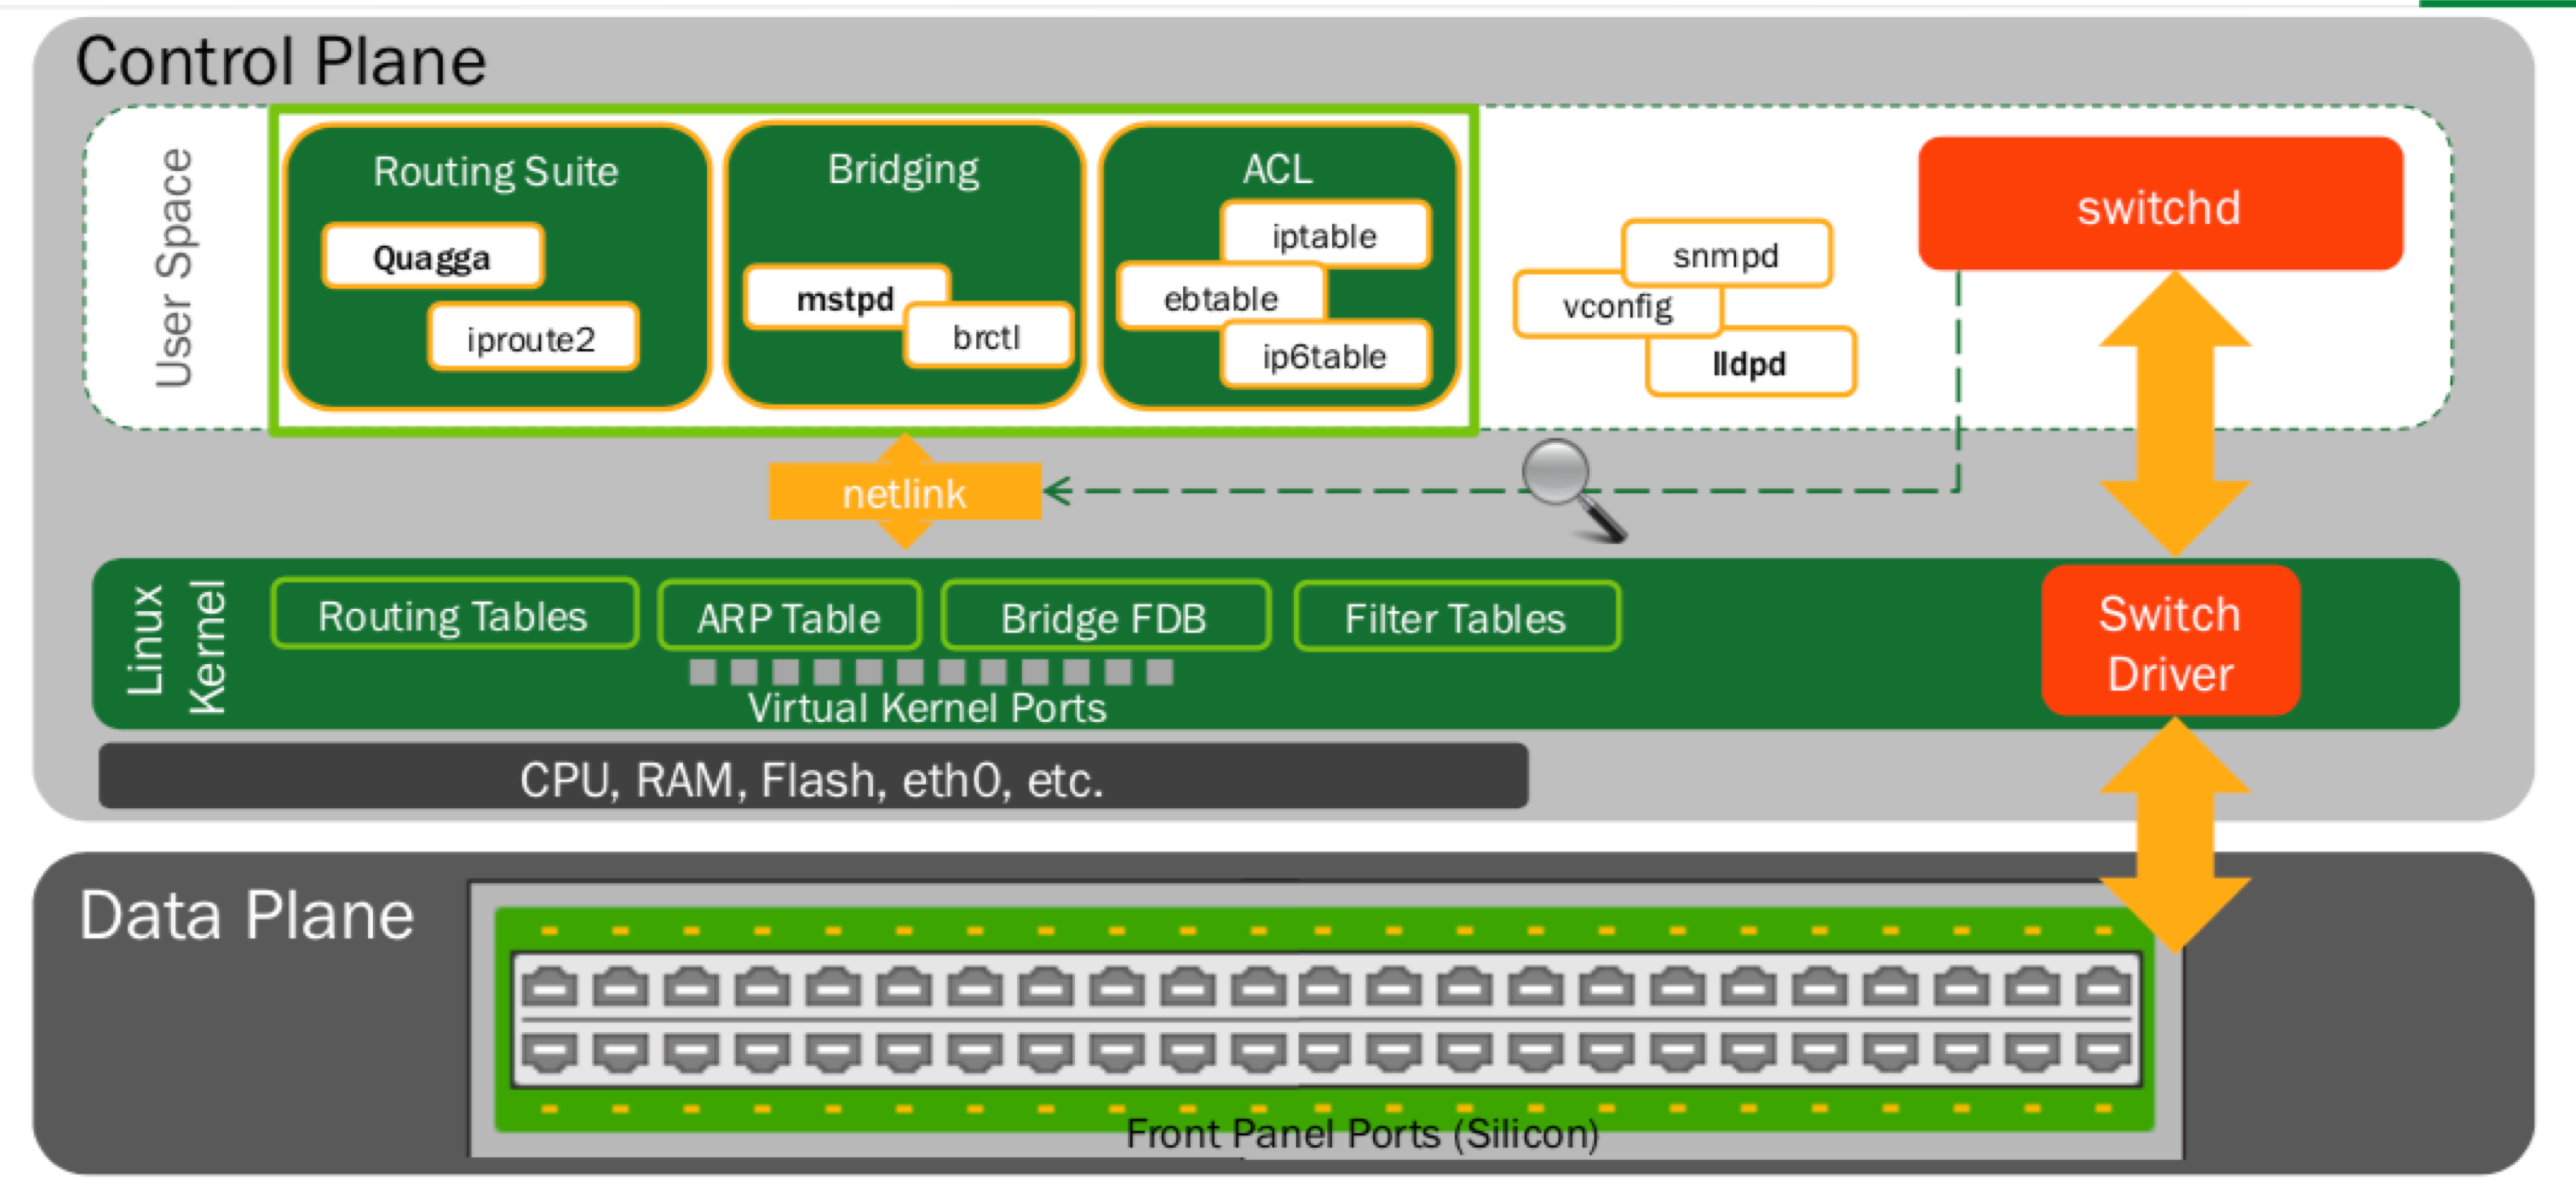 Control Plane
User Space
Routing Suite
Quagga
iproute2
Bridging
mstpd
brctl
ACL
iptable
ebtable
ip6table
snmpd
vconfig
lldpd
switchd
netlink
Linux
Kernel
Routing Tables
ARP Table
Bridge FDB
Filter Tables
Virtual Kernel Ports
Switch
Driver
CPU, RAM, Flash, eth0, etc.
Data Plane
Front Panel Ports (Silicon)